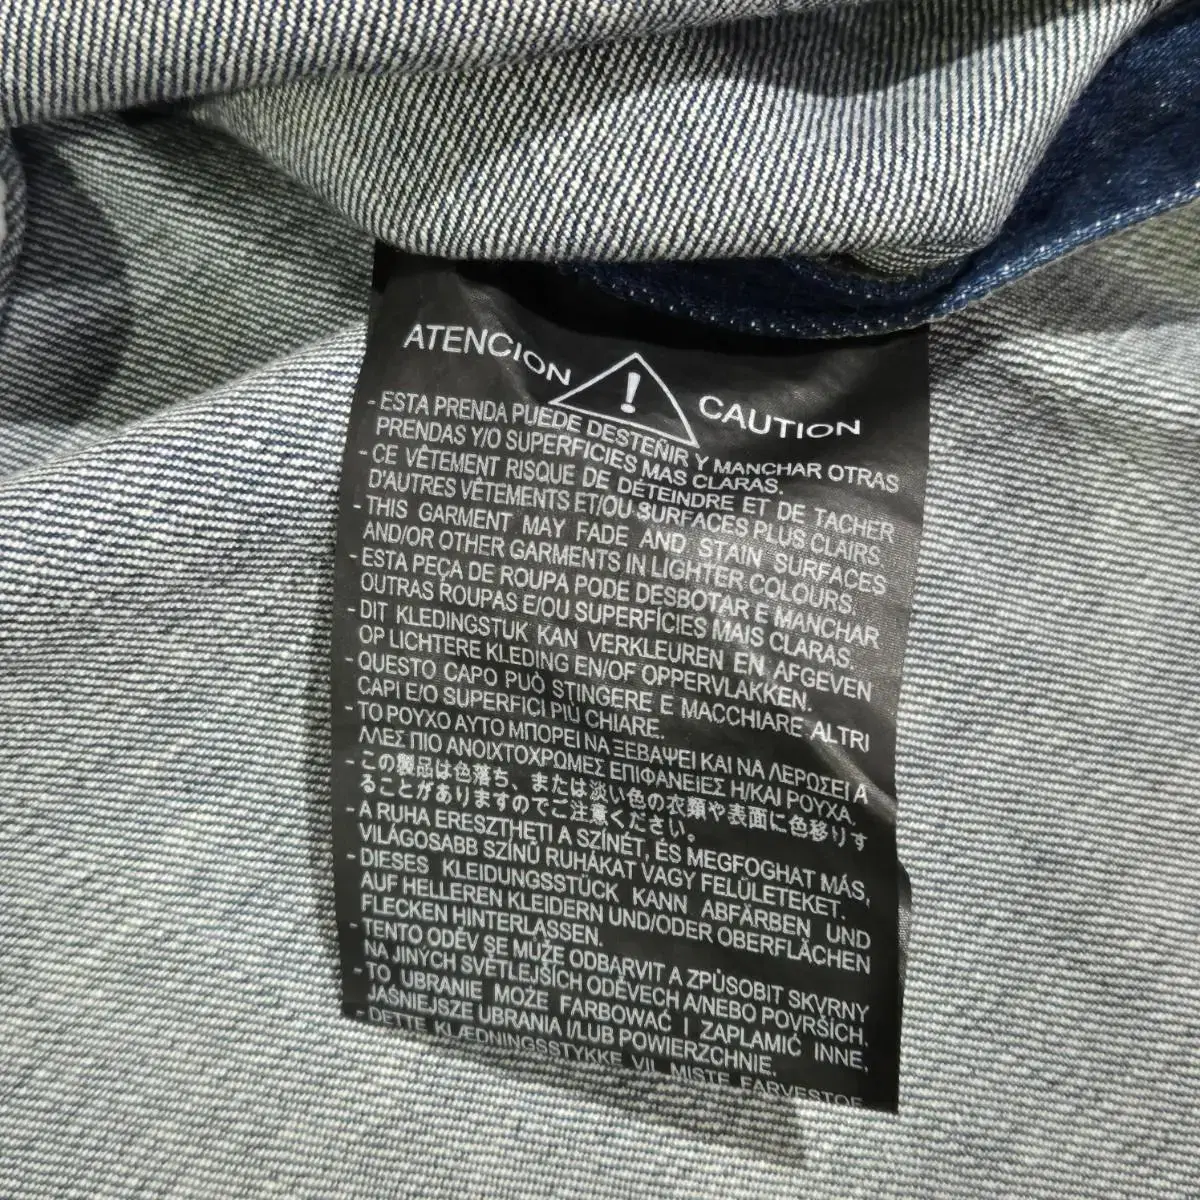 ATENCION ! CAUTION
- ESTA PRENDA PUEDE DESTEÑIR Y MANCHAR OTRAS
PRENDAS Y/O SUPERFICIES MAS CLARAS.
- CE VÊTEMENT RISQUE DE DÉTEINDRE ET DE TACHER
D'AUTRES VÊTEMENTS ET/OU SURFACES PLUS CLAIRS.
- THIS GARMENT MAY FADE AND STAIN SURFACES
AND/OR OTHER GARMENTS IN LIGHTER COLOURS.
- ESTA PEÇA DE ROUPA PODE DESBOTAR E MANCHAR
OUTRAS ROUPAS E/OU SUPERFÍCIES MAIS CLARAS.
- DIT KLEDINGSTUK KAN VERKLEUREN EN AFGEVEN
OP LICHTERE KLEDING EN/OF OPPERVLAKKEN.
- QUESTO CAPO PUÒ STINGERE E MACCHIARE ALTRI
CAPI E/O SUPERFICI PIÙ CHIARE.
- ΤΟ ΡΟΥΧΟ ΑΥΤΟ ΜΠΟΡΕΙ ΝΑ ΞΕΒΑΨΕΙ ΚΑΙ ΝΑ ΛΕΡΩΣΕΙ Α
ΛΛΕΣ ΠΙΟ ΑΝΟΙΧΤΟΧΡΩΜΕΣ ΕΠΙΦΑΝΕΙΕΣ Η/ΚΑΙ ΡΟΥΧΑ.
- この製品は色落ち、または淡い色の衣類や表面に色移りす
ることがありますのでご注意ください。
- A RUHA ERESZTHETI A SZÍNÉT, ÉS MEGFOGHAT MÁS,
VILÁGOSABB SZÍNŰ RUHÁKAT VAGY FELÜLETEKET.
- DIESES KLEIDUNGSSTÜCK KANN ABFÄRBEN UND
AUF HELLEREN KLEIDERN UND/ODER OBERFLÄCHEN
FLECKEN HINTERLASSEN.
- TENTO ODĚV SE MŮŽE ODBARVIT A ZPŮSOBIT SKVRNY
NA JINÝCH SVĚTLEJŠÍCH ODĚVECH A/NEBO POVRŠÍCH.
- TO UBRANIE MOŻE FARBOWAĆ I ZAPLAMIĆ INNE,
JAŚNIEJSZE UBRANIA I/LUB POWIERZCHNIE.
- DETTE KLÆDNINGSSTYKKE VIL MISTE FARVESTOF